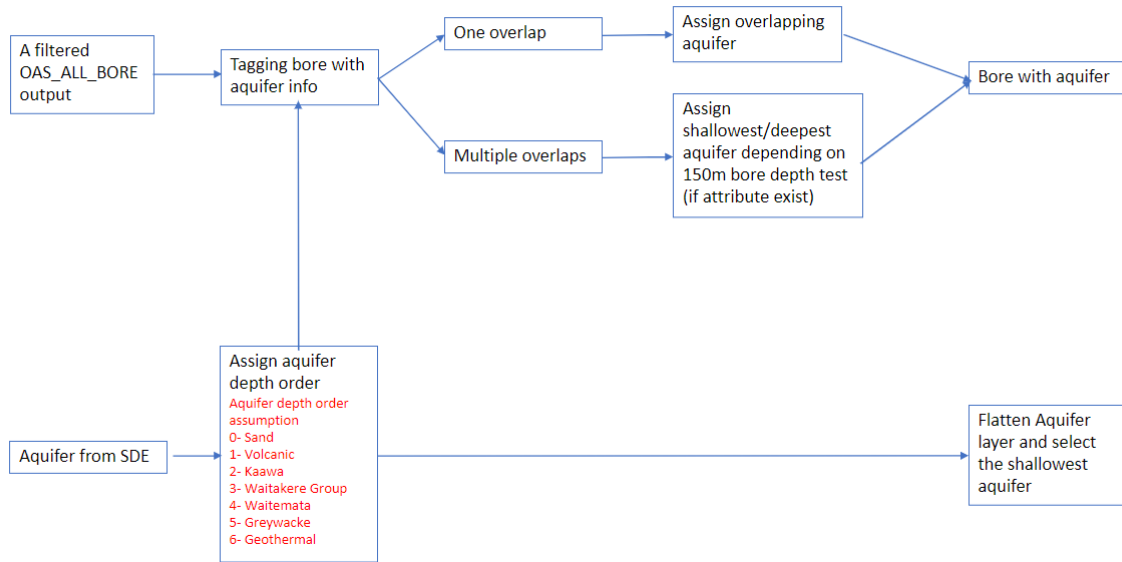 A filtered
OAS_ALL_BORE
output
Tagging bore with
aquifer info
One overlap
Assign overlapping
aquifer
Multiple overlaps
Assign
shallowest/deepest
aquifer depending on
150m bore depth test
(if attribute exist)
Bore with aquifer
Aquifer from SDE
Assign aquifer
depth order
Aquifer depth order
assumption
0- Sand
1- Volcanic
2- Kaawa
3- Waitakere Group
4- Waitemata
5- Greywacke
6- Geothermal
Flatten Aquifer
layer and select
the shallowest
aquifer